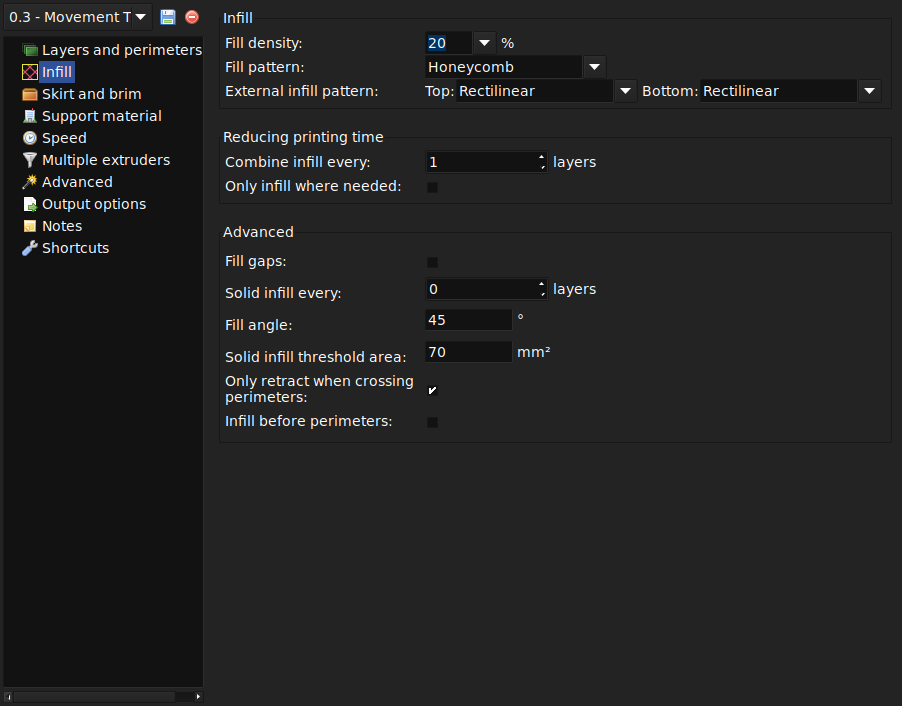 0.3 - Movement T
Layers and perimeters
Infill
Skirt and brim
Support material
Speed
Multiple extruders
Advanced
Output options
Notes
Shortcuts
Infill
Fill density: 20 %
Fill pattern: Honeycomb
External infill pattern: Top: Rectilinear Bottom: Rectilinear
Reducing printing time
Combine infill every: 1 layers
Only infill where needed:
Advanced
Fill gaps:
Solid infill every: 0 layers
Fill angle: 45 °
Solid infill threshold area: 70 mm²
Only retract when crossing
perimeters:
Infill before perimeters: